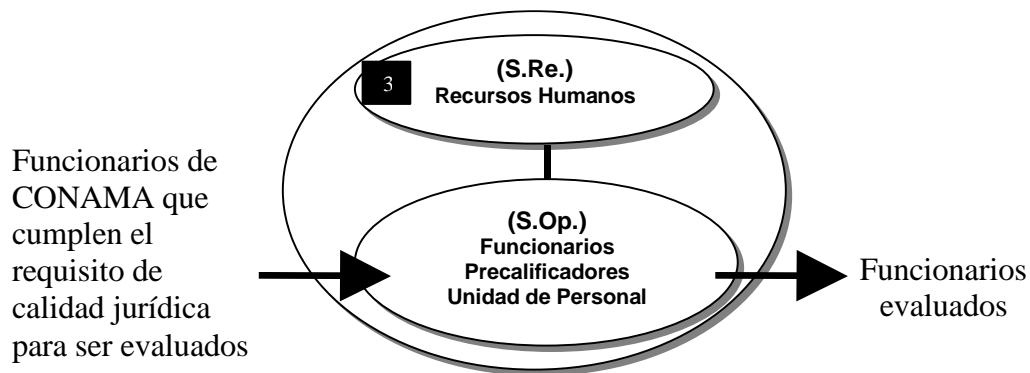 3
(S.Re.)
Recursos Humanos
Funcionarios de
CONAMA que
cumplen el
requisito de
calidad jurídica
para ser evaluados
(S.Op.)
Funcionarios
Precalificadores
Unidad de Personal
Funcionarios
evaluados